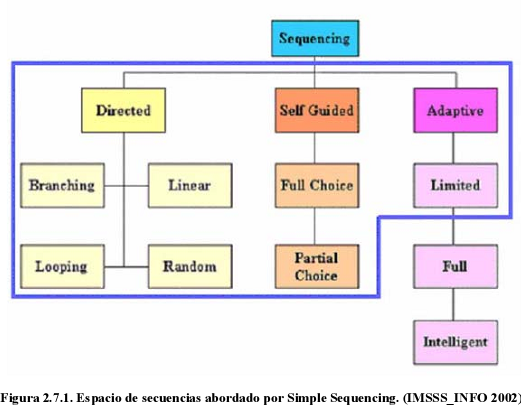 Sequencing
Directed
Self Guided
Adaptive
Branching
Linear
Full Choice
Limited
Looping
Random
Partial
Choice
Full
Intelligent
Figura 2.7.1. Espacio de secuencias abordado por Simple Sequencing. (IMSSS_INFO 2002)